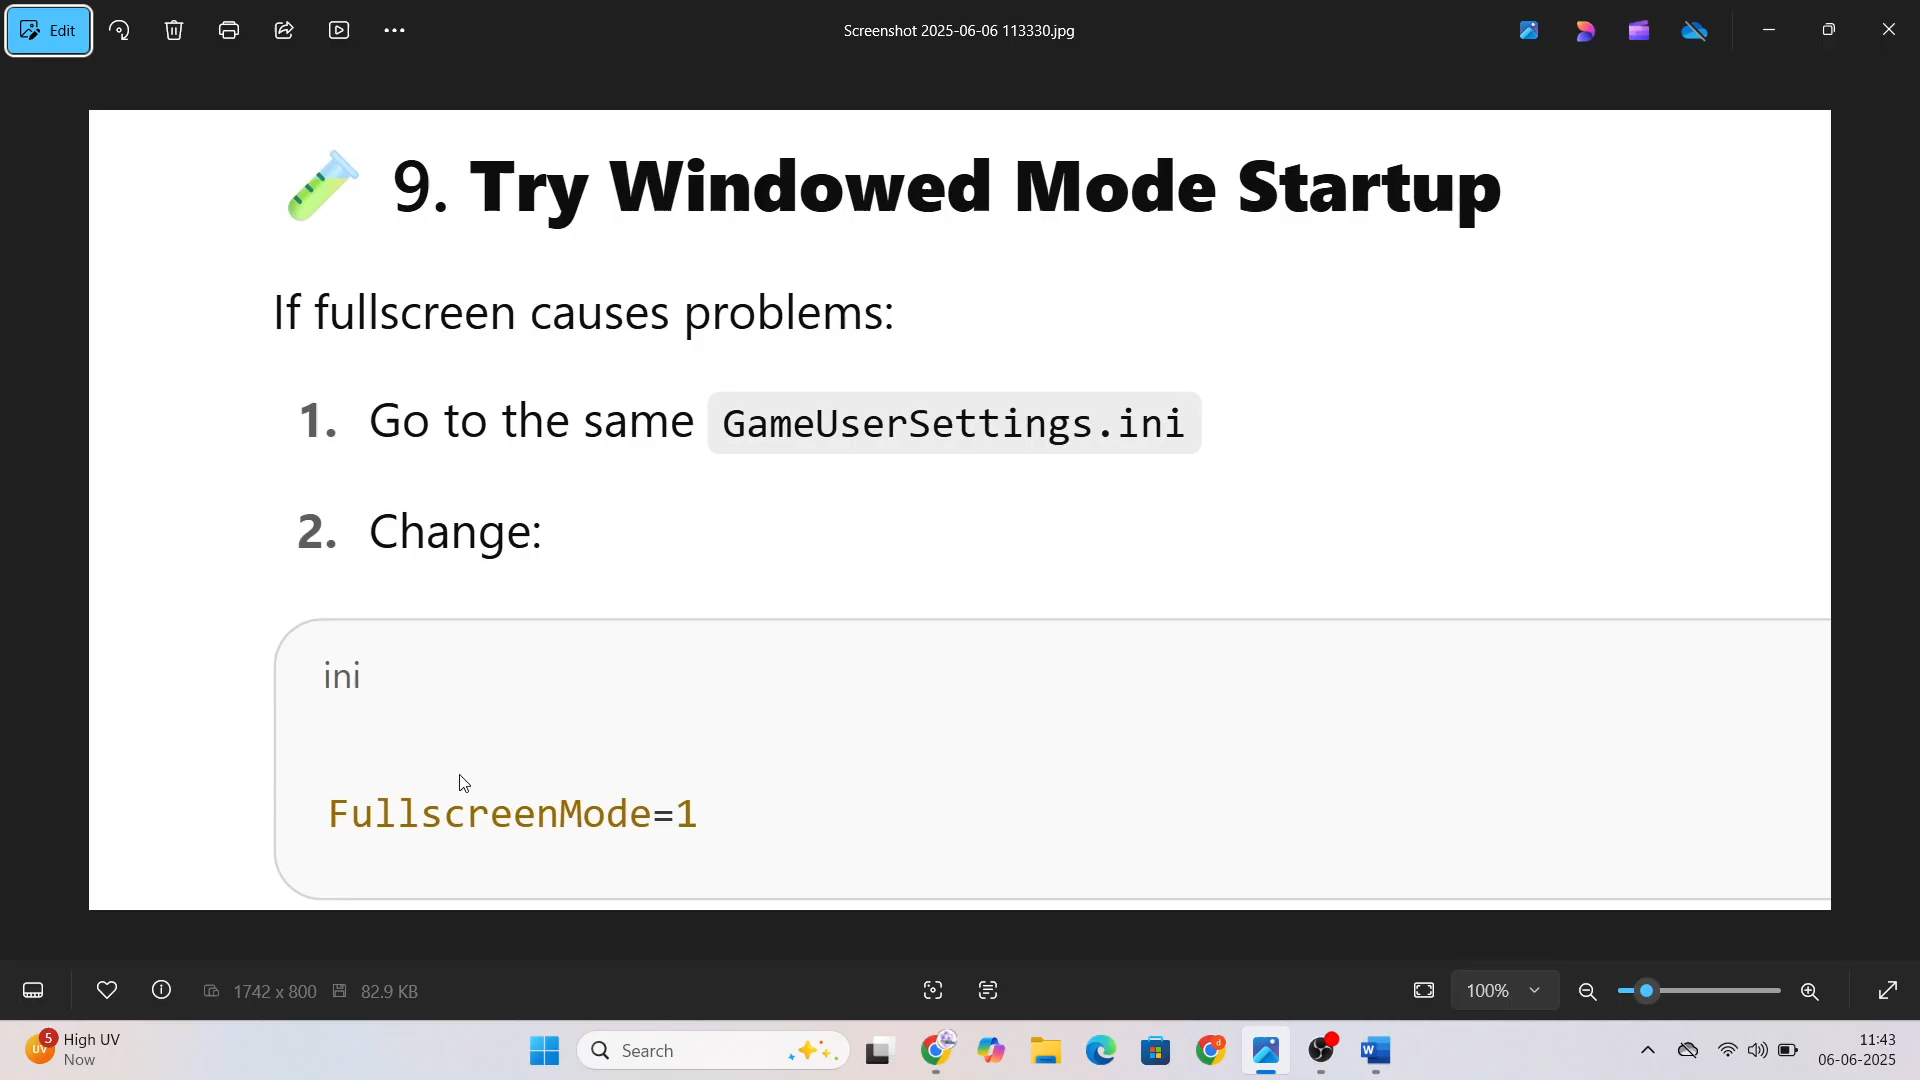 Edit
Screenshot 2025-06-06 113330.jpg
9. Try Windowed Mode Startup
If fullscreen causes problems:
1. Go to the same GameUserSettings.ini
2. Change:
ini
FullscreenMode=1
1742 x 800
82.9 KB
100%
UV
5
High UV
Now
Search
d
W
11:43
06-06-2025